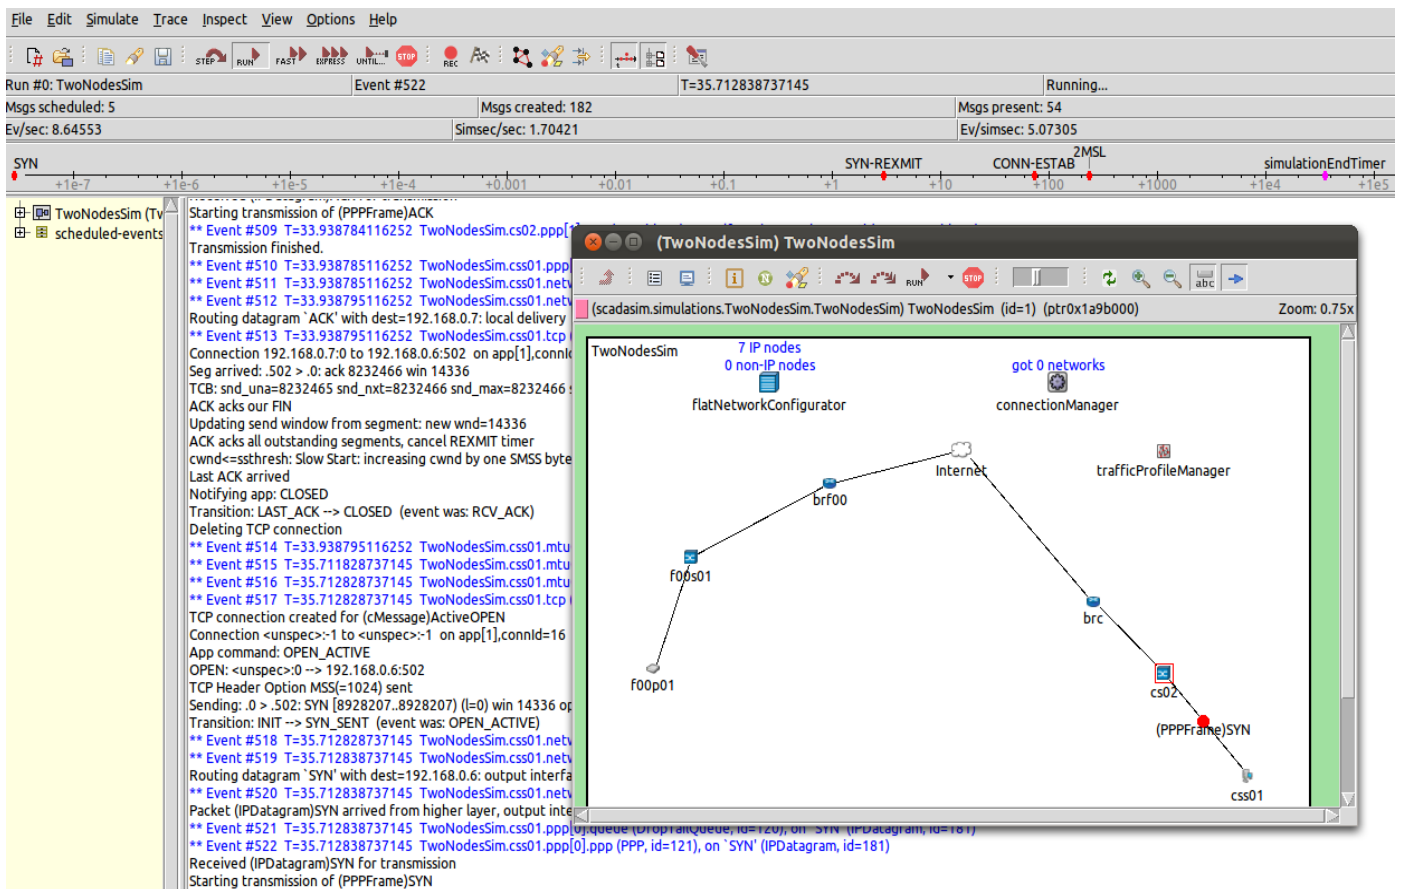 File Edit Simulate Trace Inspect View Options Help
STEP RUN FAST EXPRESS UNTIL... STOP REC
Run #0: TwoNodesSim Event #522 T=35.712838737145 Running...
Msgs scheduled: 5 Msgs created: 182 Msgs present: 54
Ev/sec: 8.64553 Simsec/sec: 1.70421 Ev/simsec: 5.07305
SYN SYN-REXMIT CONN-ESTAB 2MSL simulationEndTimer
+1e-7 +1e-6 +1e-5 +1e-4 +0.001 +0.01 +0.1 +1 +10 +100 +1000 +1e4 +1e5
TwoNodesSim (Tw
scheduled-events
Starting transmission of (PPPFrame)ACK
** Event #509 T=33.938784116252 TwoNodesSim.cs02.ppp[
Transmission finished.
** Event #510 T=33.938785116252 TwoNodesSim.css01.ppp
** Event #511 T=33.938785116252 TwoNodesSim.css01.netw
** Event #512 T=33.938795116252 TwoNodesSim.css01.netw
Routing datagram `ACK' with dest=192.168.0.7: local delivery
** Event #513 T=33.938795116252 TwoNodesSim.css01.tcp (
Connection 192.168.0.7:0 to 192.168.0.6:502 on app[1],connId
Seg arrived: .502 > .0: ack 8232466 win 14336
TCB: snd_una=8232465 snd_nxt=8232466 snd_max=8232466 s
ACK acks our FIN
Updating send window from segment: new wnd=14336
ACK acks all outstanding segments, cancel REXMIT timer
cwnd<=ssthresh: Slow Start: increasing cwnd by one SMSS byte
Last ACK arrived
Notifying app: CLOSED
Transition: LAST_ACK --> CLOSED (event was: RCV_ACK)
Deleting TCP connection
** Event #514 T=33.938795116252 TwoNodesSim.css01.mtu
** Event #515 T=35.711828737145 TwoNodesSim.css01.mtu
** Event #516 T=35.712828737145 TwoNodesSim.css01.mtu
** Event #517 T=35.712828737145 TwoNodesSim.css01.tcp (
TCP connection created for (cMessage)ActiveOPEN
Connection <unspec>:-1 to <unspec>:-1 on app[1],connId=16
App command: OPEN_ACTIVE
OPEN: <unspec>:0 --> 192.168.0.6:502
TCP Header Option MSS(=1024) sent
Sending: .0 > .502: SYN [8928207..8928207) (l=0) win 14336 op
Transition: INIT --> SYN_SENT (event was: OPEN_ACTIVE)
** Event #518 T=35.712828737145 TwoNodesSim.css01.netw
** Event #519 T=35.712838737145 TwoNodesSim.css01.netw
Routing datagram `SYN' with dest=192.168.0.6: output interfa
** Event #520 T=35.712838737145 TwoNodesSim.css01.netw
Packet (IPDatagram)SYN arrived from higher layer, output inte
** Event #521 T=35.712838737145 TwoNodesSim.css01.ppp[0].queue (DropTailQueue, id=120), on `SYN' (IPDatagram, id=181)
** Event #522 T=35.712838737145 TwoNodesSim.css01.ppp[0].ppp (PPP, id=121), on `SYN' (IPDatagram, id=181)
Received (IPDatagram)SYN for transmission
Starting transmission of (PPPFrame)SYN
(TwoNodesSim) TwoNodesSim
RUN STOP abc
(scadasim.simulations.TwoNodesSim.TwoNodesSim) TwoNodesSim (id=1) (ptr0x1a9b000) Zoom: 0.75x
TwoNodesSim
7 IP nodes
0 non-IP nodes
flatNetworkConfigurator
got 0 networks
connectionManager
Internet
trafficProfileManager
brf00
f00s01
f00p01
brc
cs02
(PPPFrame)SYN
css01